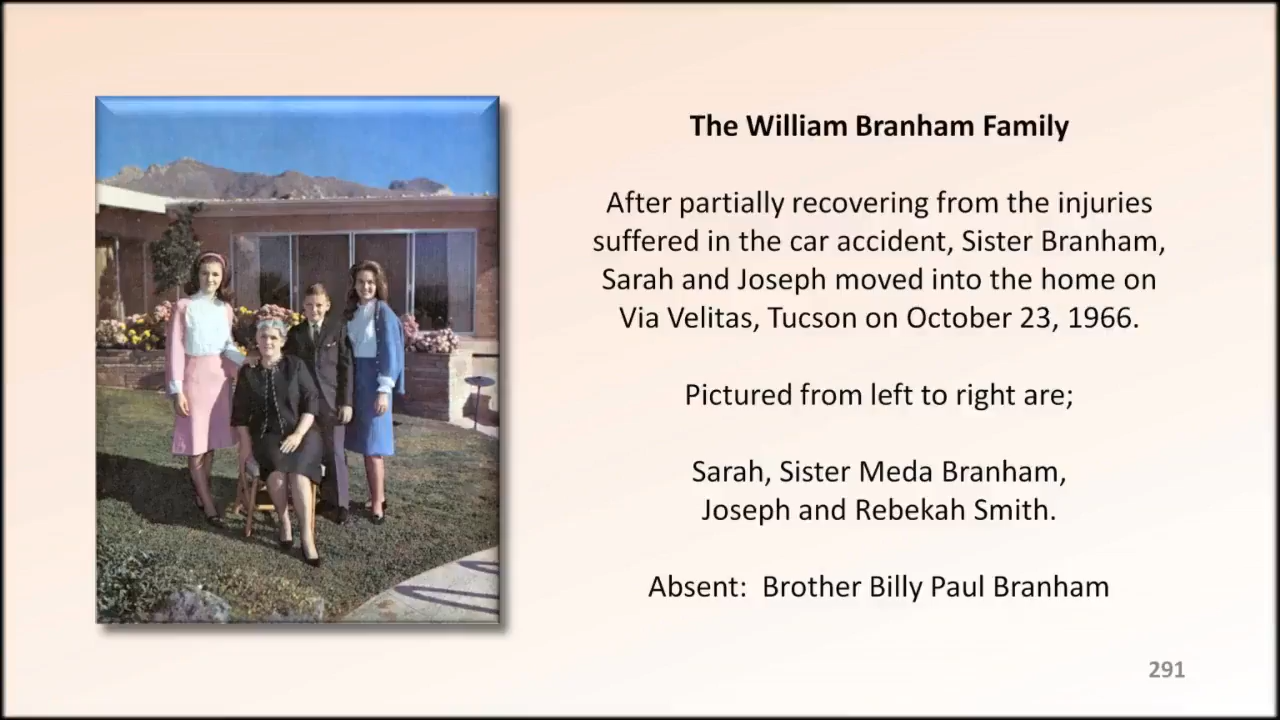 The William Branham Family
After partially recovering from the injuries
suffered in the car accident, Sister Branham,
Sarah and Joseph moved into the home on
Via Velitas, Tucson on October 23, 1966.
Pictured from left to right are;
Sarah, Sister Meda Branham,
Joseph and Rebekah Smith.
Absent:  Brother Billy Paul Branham
291